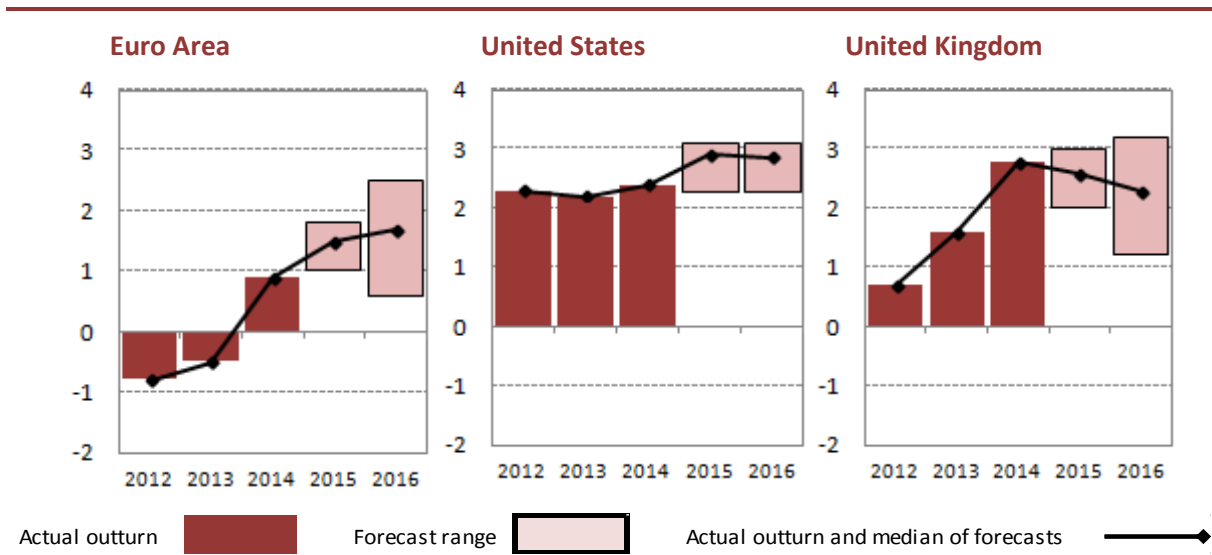 Euro Area
United States
United Kingdom
4
3
2
1
0
-1
-2
2012 2013 2014 2015 2016
4
3
2
1
0
-1
-2
2012 2013 2014 2015 2016
4
3
2
1
0
-1
-2
2012 2013 2014 2015 2016
Actual outturn
Forecast range
Actual outturn and median of forecasts